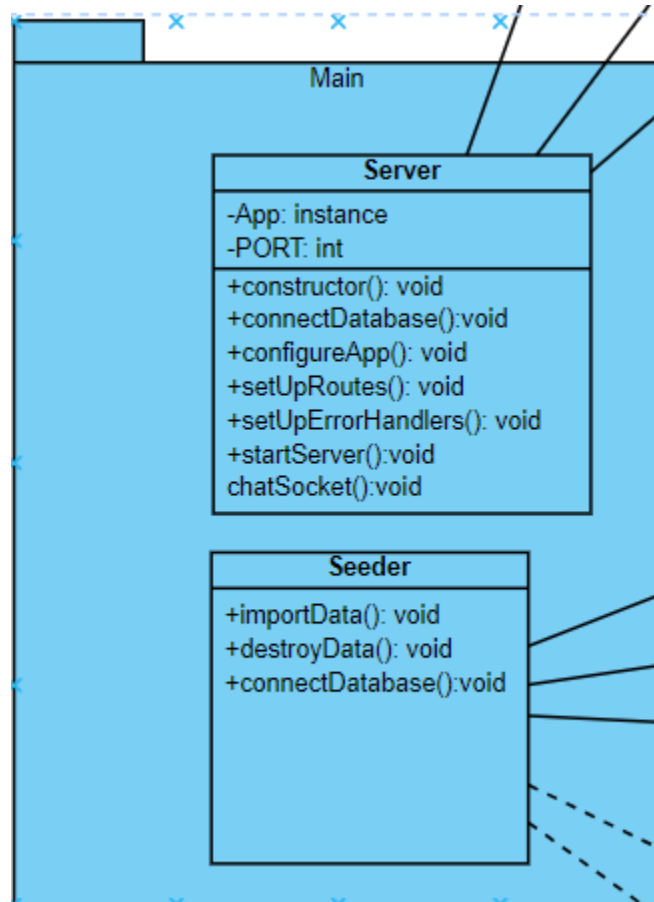 Main
Server
-App: instance
-PORT: int
+constructor(): void
+connectDatabase():void
+configureApp(): void
+setUpRoutes(): void
+setUpErrorHandlers(): void
+startServer():void
chatSocket():void
Seeder
+importData(): void
+destroyData(): void
+connectDatabase():void